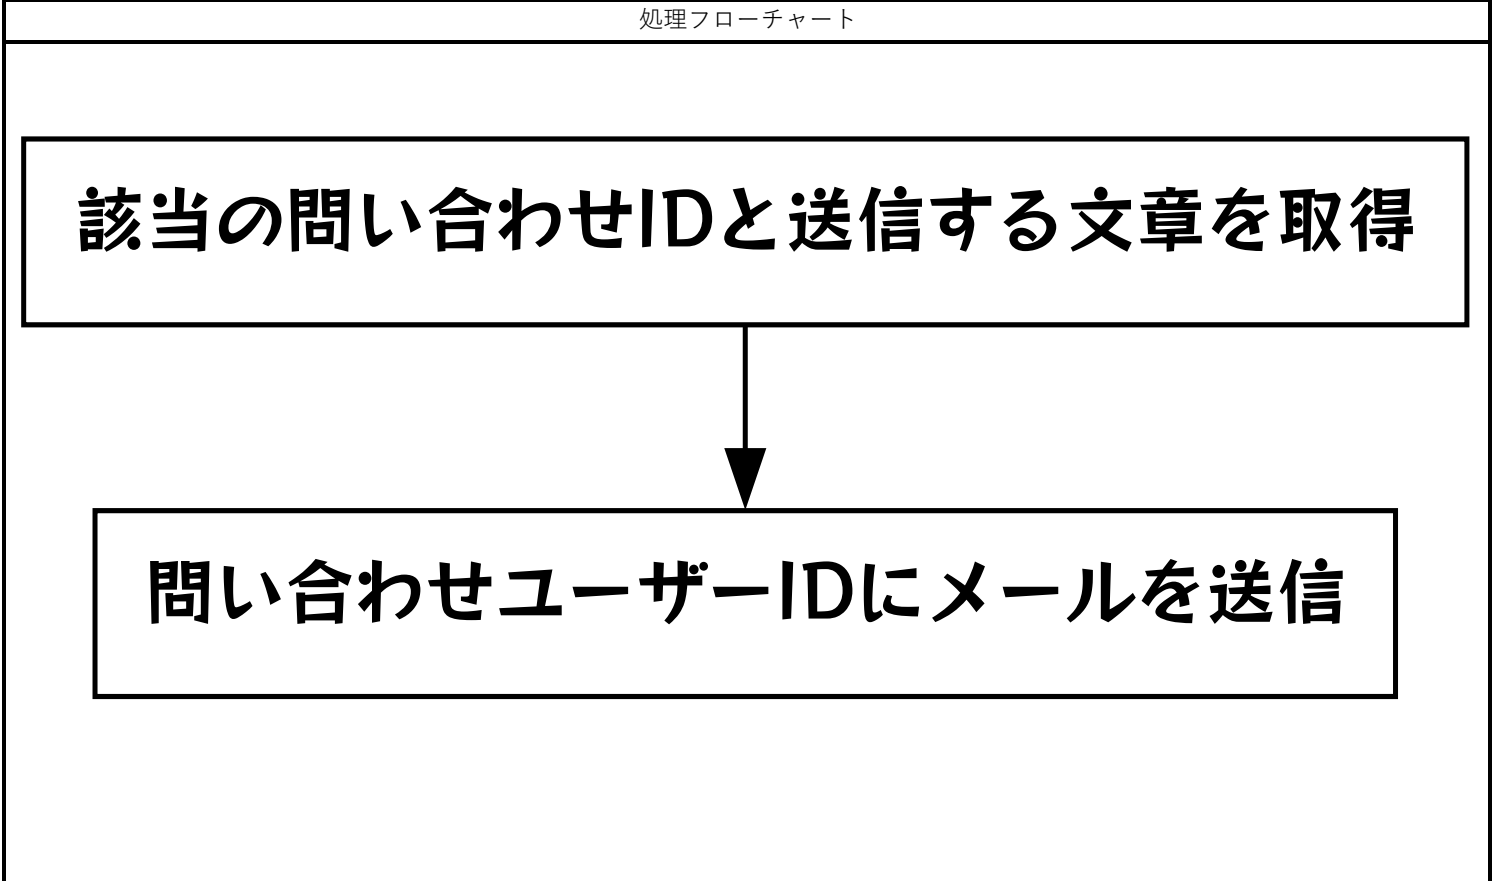 処理フローチャート
該当の問い合わせIDと送信する文章を取得
問い合わせユーザーIDにメールを送信